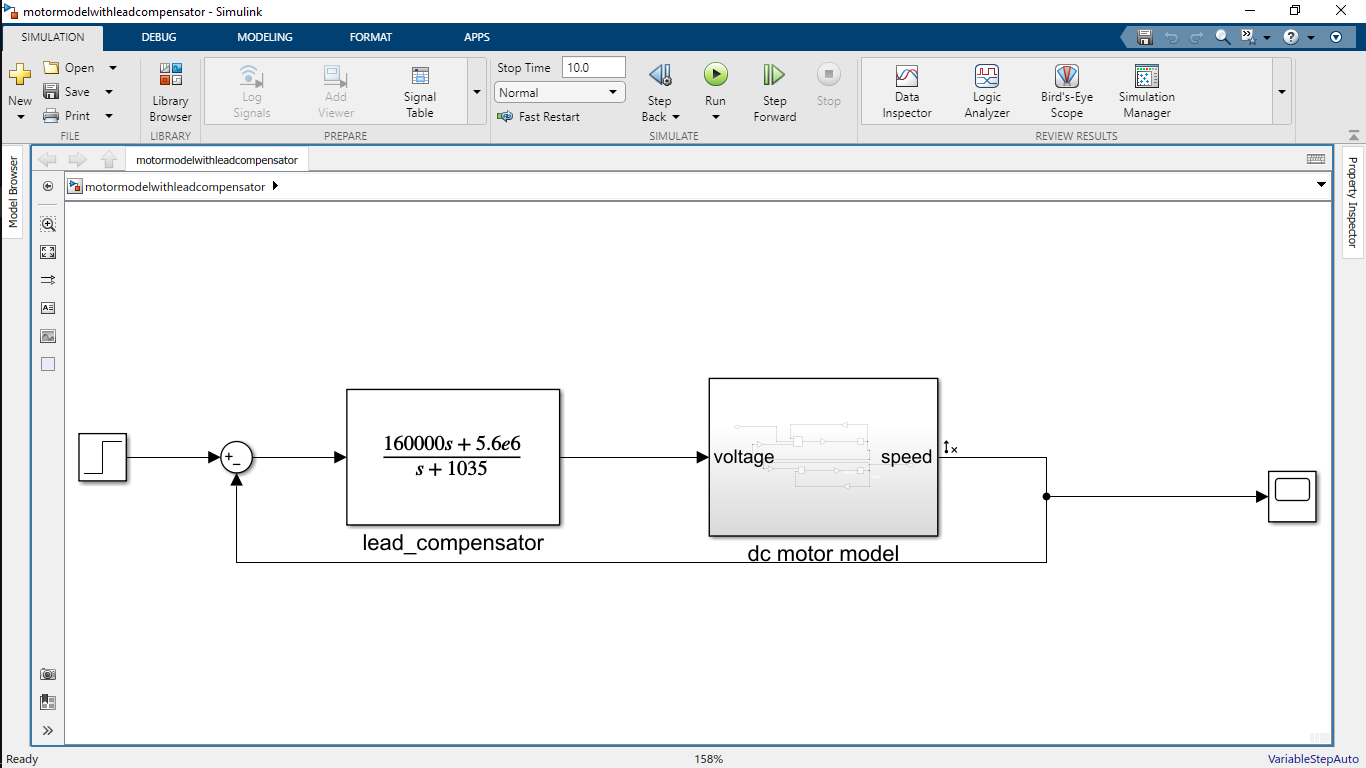 motormodelwithleadcompensator - Simulink
SIMULATION DEBUG MODELING FORMAT APPS
New
Open
Save
Print
FILE
Library Browser
LIBRARY
Log Signals
Add Viewer
Signal Table
PREPARE
Stop Time 10.0
Normal
Fast Restart
Step Back
Run
Step Forward
Stop
SIMULATE
Data Inspector
Logic Analyzer
Bird's-Eye Scope
Simulation Manager
REVIEW RESULTS
Model Browser
motormodelwithleadcompensator
motormodelwithleadcompensator
Property Inspector
160000s + 5.6e6
s + 1035
lead_compensator
voltage speed
dc motor model
Ready 158% VariableStepAuto